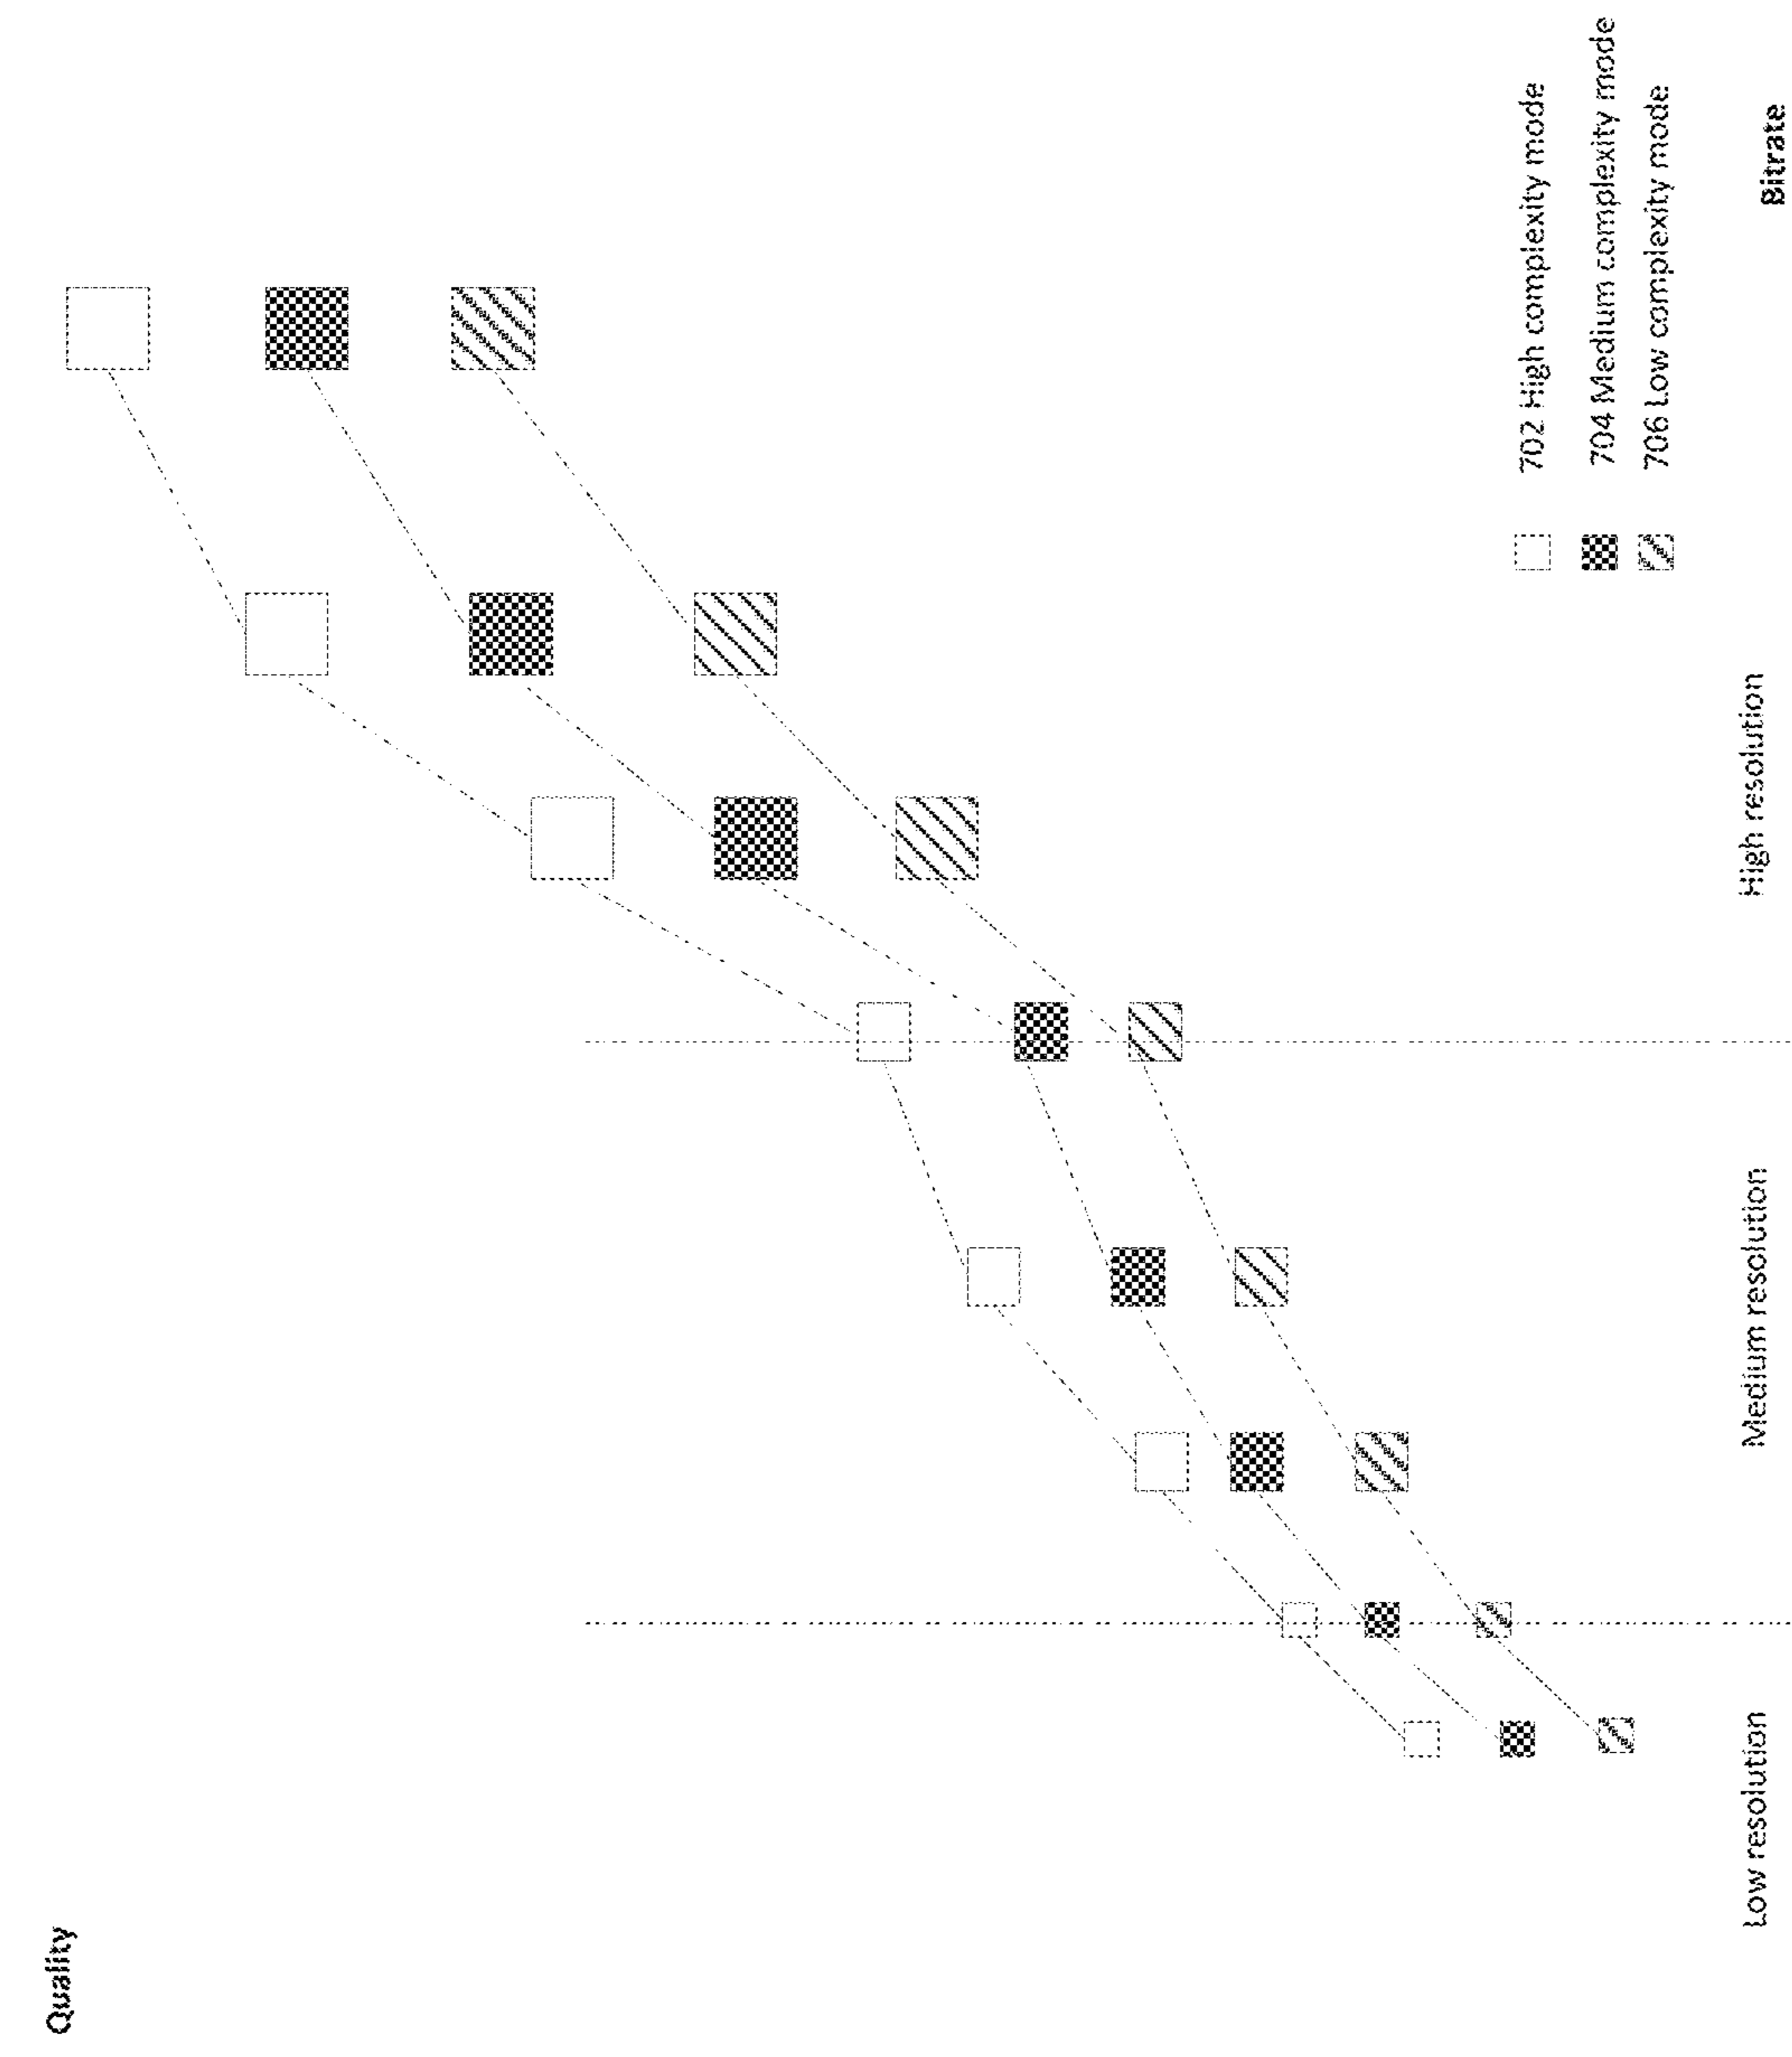 Quality
702 High complexity mode
704 Medium complexity mode
706 Low complexity mode
Low resolution
Medium resolution
High resolution
Bitrate